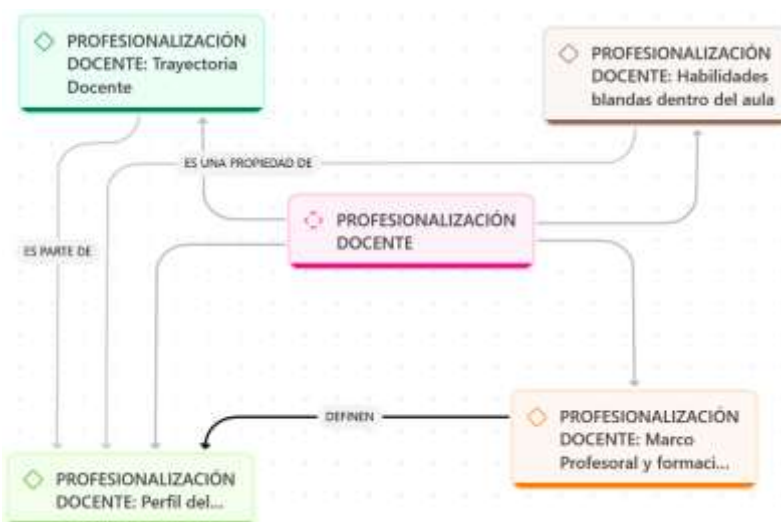 PROFESIONALIZACIÓN
DOCENTE: Trayectoria
Docente
PROFESIONALIZACIÓN
DOCENTE: Habilidades
blandas dentro del aula
ES UNA PROPIEDAD DE
PROFESIONALIZACIÓN
DOCENTE
ES PARTE DE
DEFINEN
PROFESIONALIZACIÓN
DOCENTE: Marco
Profesoral y formaci...
PROFESIONALIZACIÓN
DOCENTE: Perfil del...